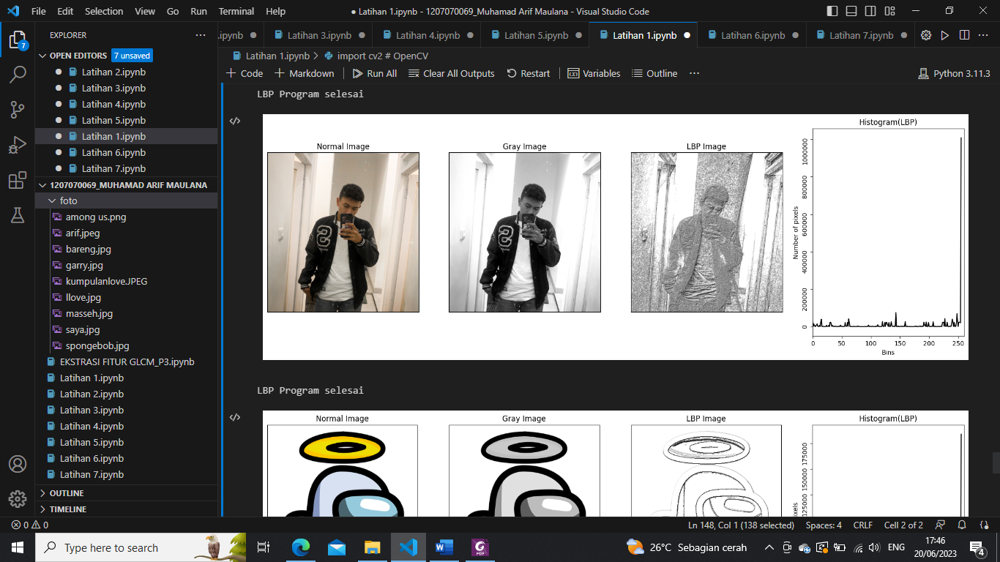 File Edit Selection View Go Run Terminal Help
● Latihan 1.ipynb - 1207070069_Muhamad Arif Maulana - Visual Studio Code
EXPLORER
.ipynb
Latihan 3.ipynb
Latihan 4.ipynb
Latihan 5.ipynb
Latihan 1.ipynb
Latihan 6.ipynb
Latihan 7.ipynb
7
OPEN EDITORS 7 unsaved
Latihan 2.ipynb
Latihan 3.ipynb
Latihan 4.ipynb
Latihan 5.ipynb
Latihan 1.ipynb
Latihan 6.ipynb
Latihan 7.ipynb
1207070069_MUHAMAD ARIF MAULANA
foto
among us.png
arif.jpeg
bareng.jpg
garry.jpg
kumpulanlove.JPEG
llove.jpg
masseh.jpg
saya.jpg
spongebob.jpg
EKSTRASI FITUR GLCM_P3.ipynb
Latihan 1.ipynb
Latihan 2.ipynb
Latihan 3.ipynb
Latihan 4.ipynb
Latihan 5.ipynb
Latihan 6.ipynb
Latihan 7.ipynb
OUTLINE
TIMELINE
Latihan 1.ipynb > import cv2 # OpenCV
+ Code + Markdown Run All Clear All Outputs Restart Variables Outline ··· Python 3.11.3
LBP Program selesai
Normal Image
Gray Image
LBP Image
Histogram(LBP)
Number of pixels
0 200000 400000 600000 800000 1000000
0 50 100 150 200 250
Bins
LBP Program selesai
Normal Image
Gray Image
LBP Image
Histogram(LBP)
125000 150000 175000
0 0
Ln 148, Col 1 (138 selected) Spaces: 4 CRLF Cell 2 of 2
Type here to search
26°C Sebagian cerah
ENG
17:46
20/06/2023
4